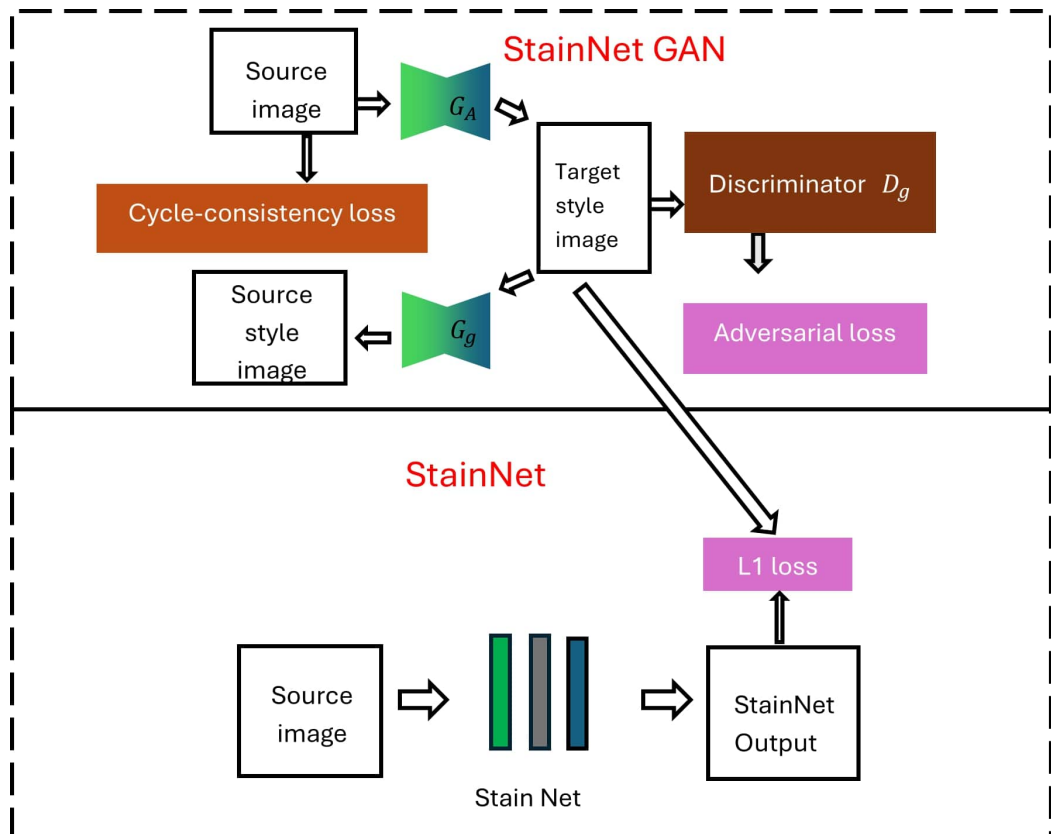 StainNet GAN
Source
image
G_A
Target
style
image
Discriminator D_g
Cycle-consistency loss
Source
style
image
G_g
Adversarial loss
StainNet
L1 loss
Source
image
StainNet
Output
Stain Net